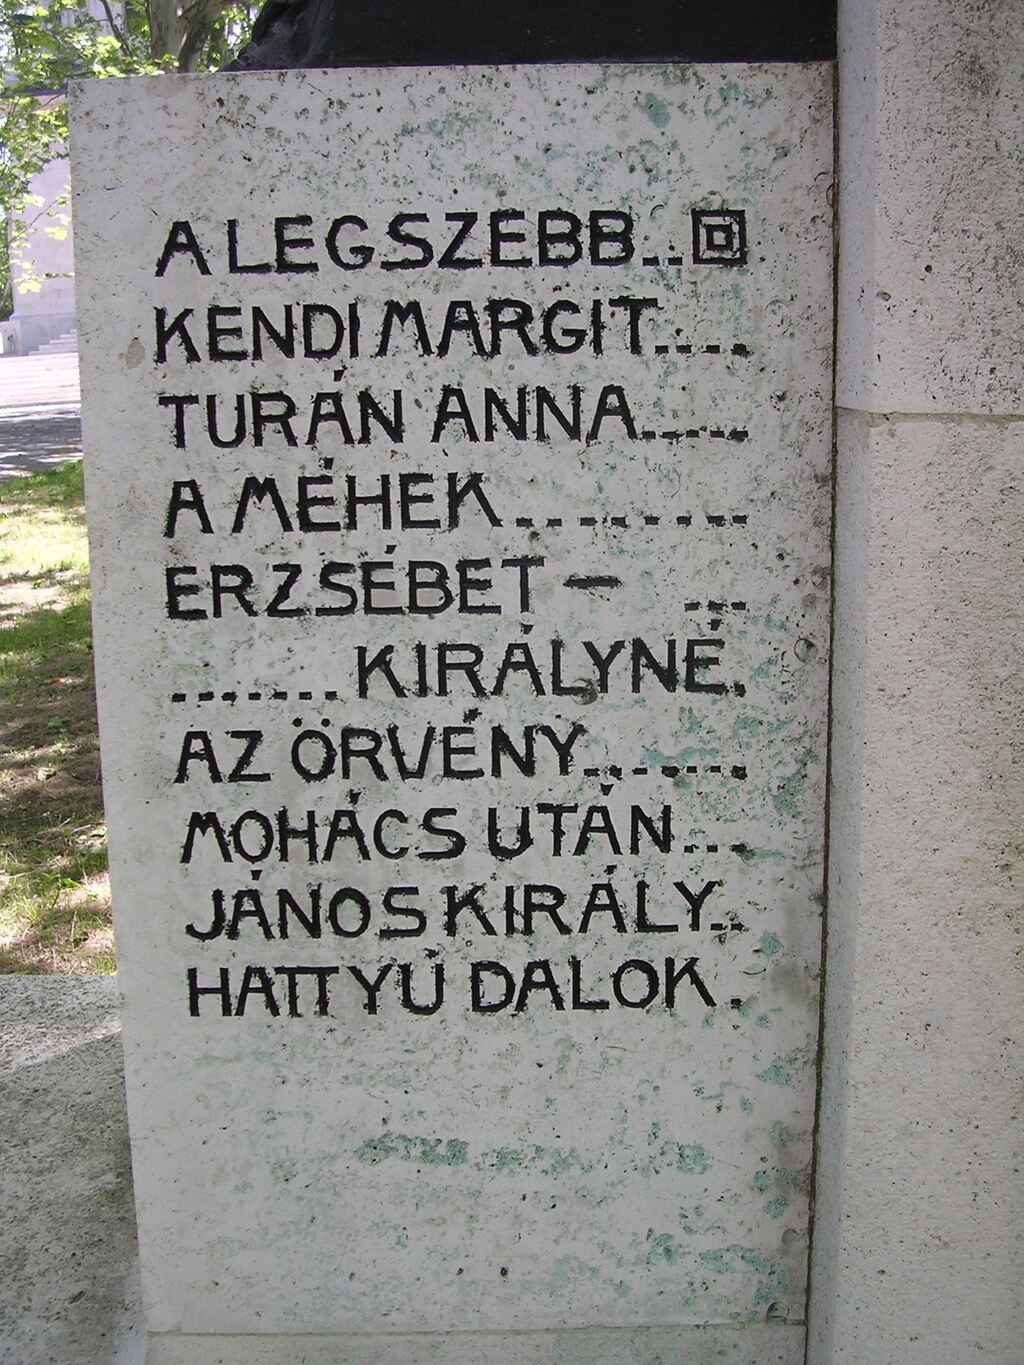 A LEGSZEBB...
KENDI MARGIT.....
TURÁN ANNA......
A MÉHEK........
ERZSÉBET – ...
....... KIRÁLYNÉ.
AZ ÖRVÉNY.......
MOHÁCS UTÁN...
JÁNOS KIRÁLY..
HATTYÚ DALOK.